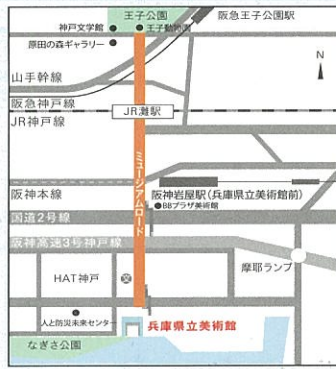 王子公園
阪急王子公園駅
神戸文学館
王子動物園
原田の森ギャラリー
N
山手幹線
阪急神戸線
JR灘駅
JR神戸線
ミュージアムロード
阪神本線
阪神岩屋駅(兵庫県立美術館前)
BBプラザ美術館
国道2号線
阪神高速3号神戸線
摩耶ランプ
HAT神戸
人と防災未来センター
兵庫県立美術館
なぎさ公園